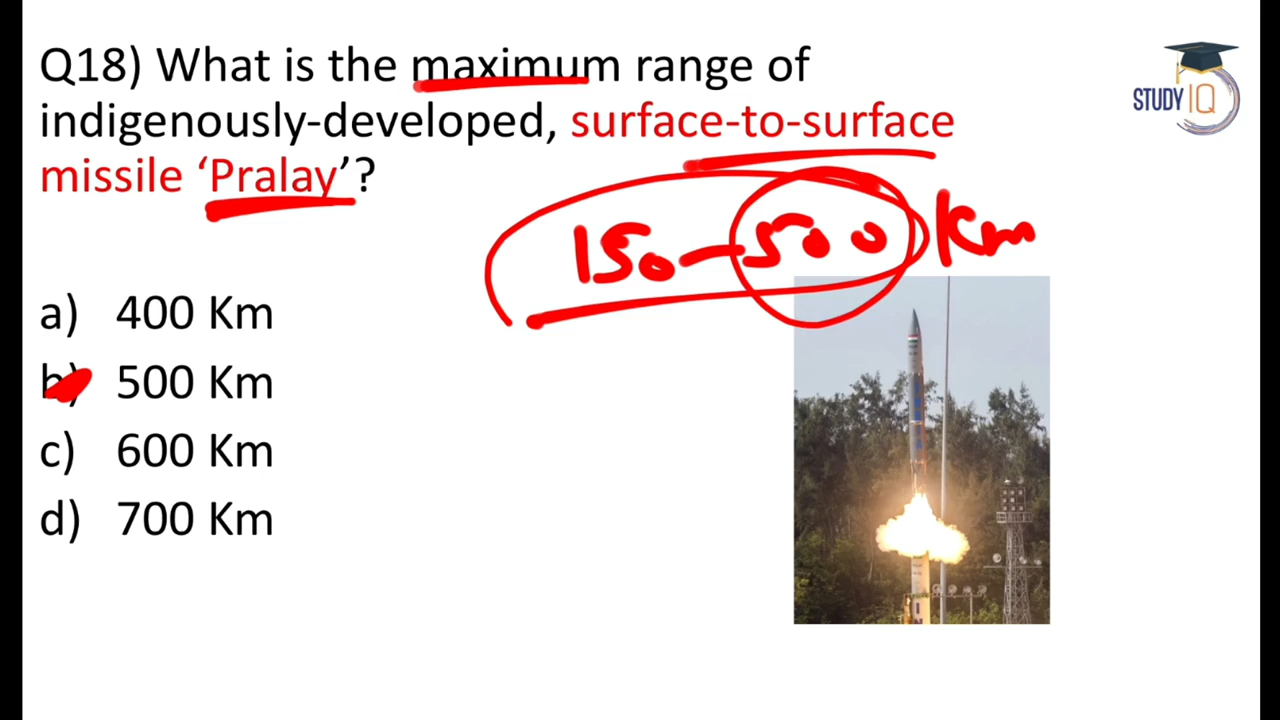 Q18) What is the maximum range of
indigenously-developed, surface-to-surface
missile ‘Pralay’?
STUDY IQ
150-500 Km
a) 400 Km
b) 500 Km
c) 600 Km
d) 700 Km